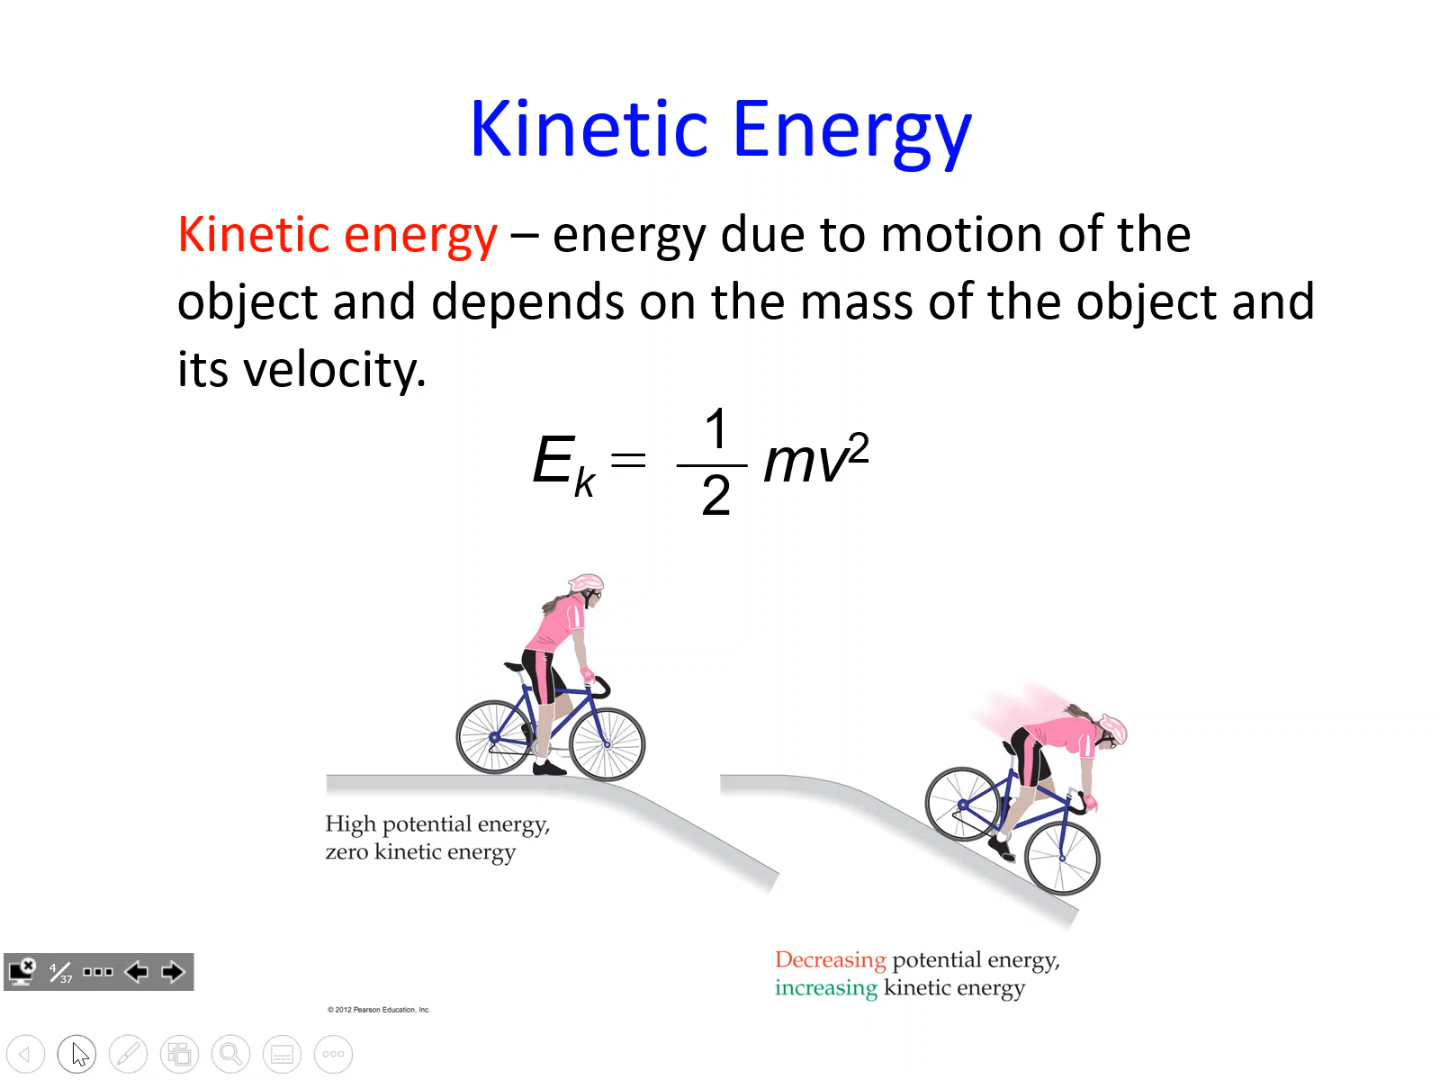 Kinetic Energy
Kinetic energy – energy due to motion of the
object and depends on the mass of the object and
its velocity.
E_k = 1/2 mv²
High potential energy,
zero kinetic energy
Decreasing potential energy,
increasing kinetic energy
4/37
© 2012 Pearson Education, Inc.